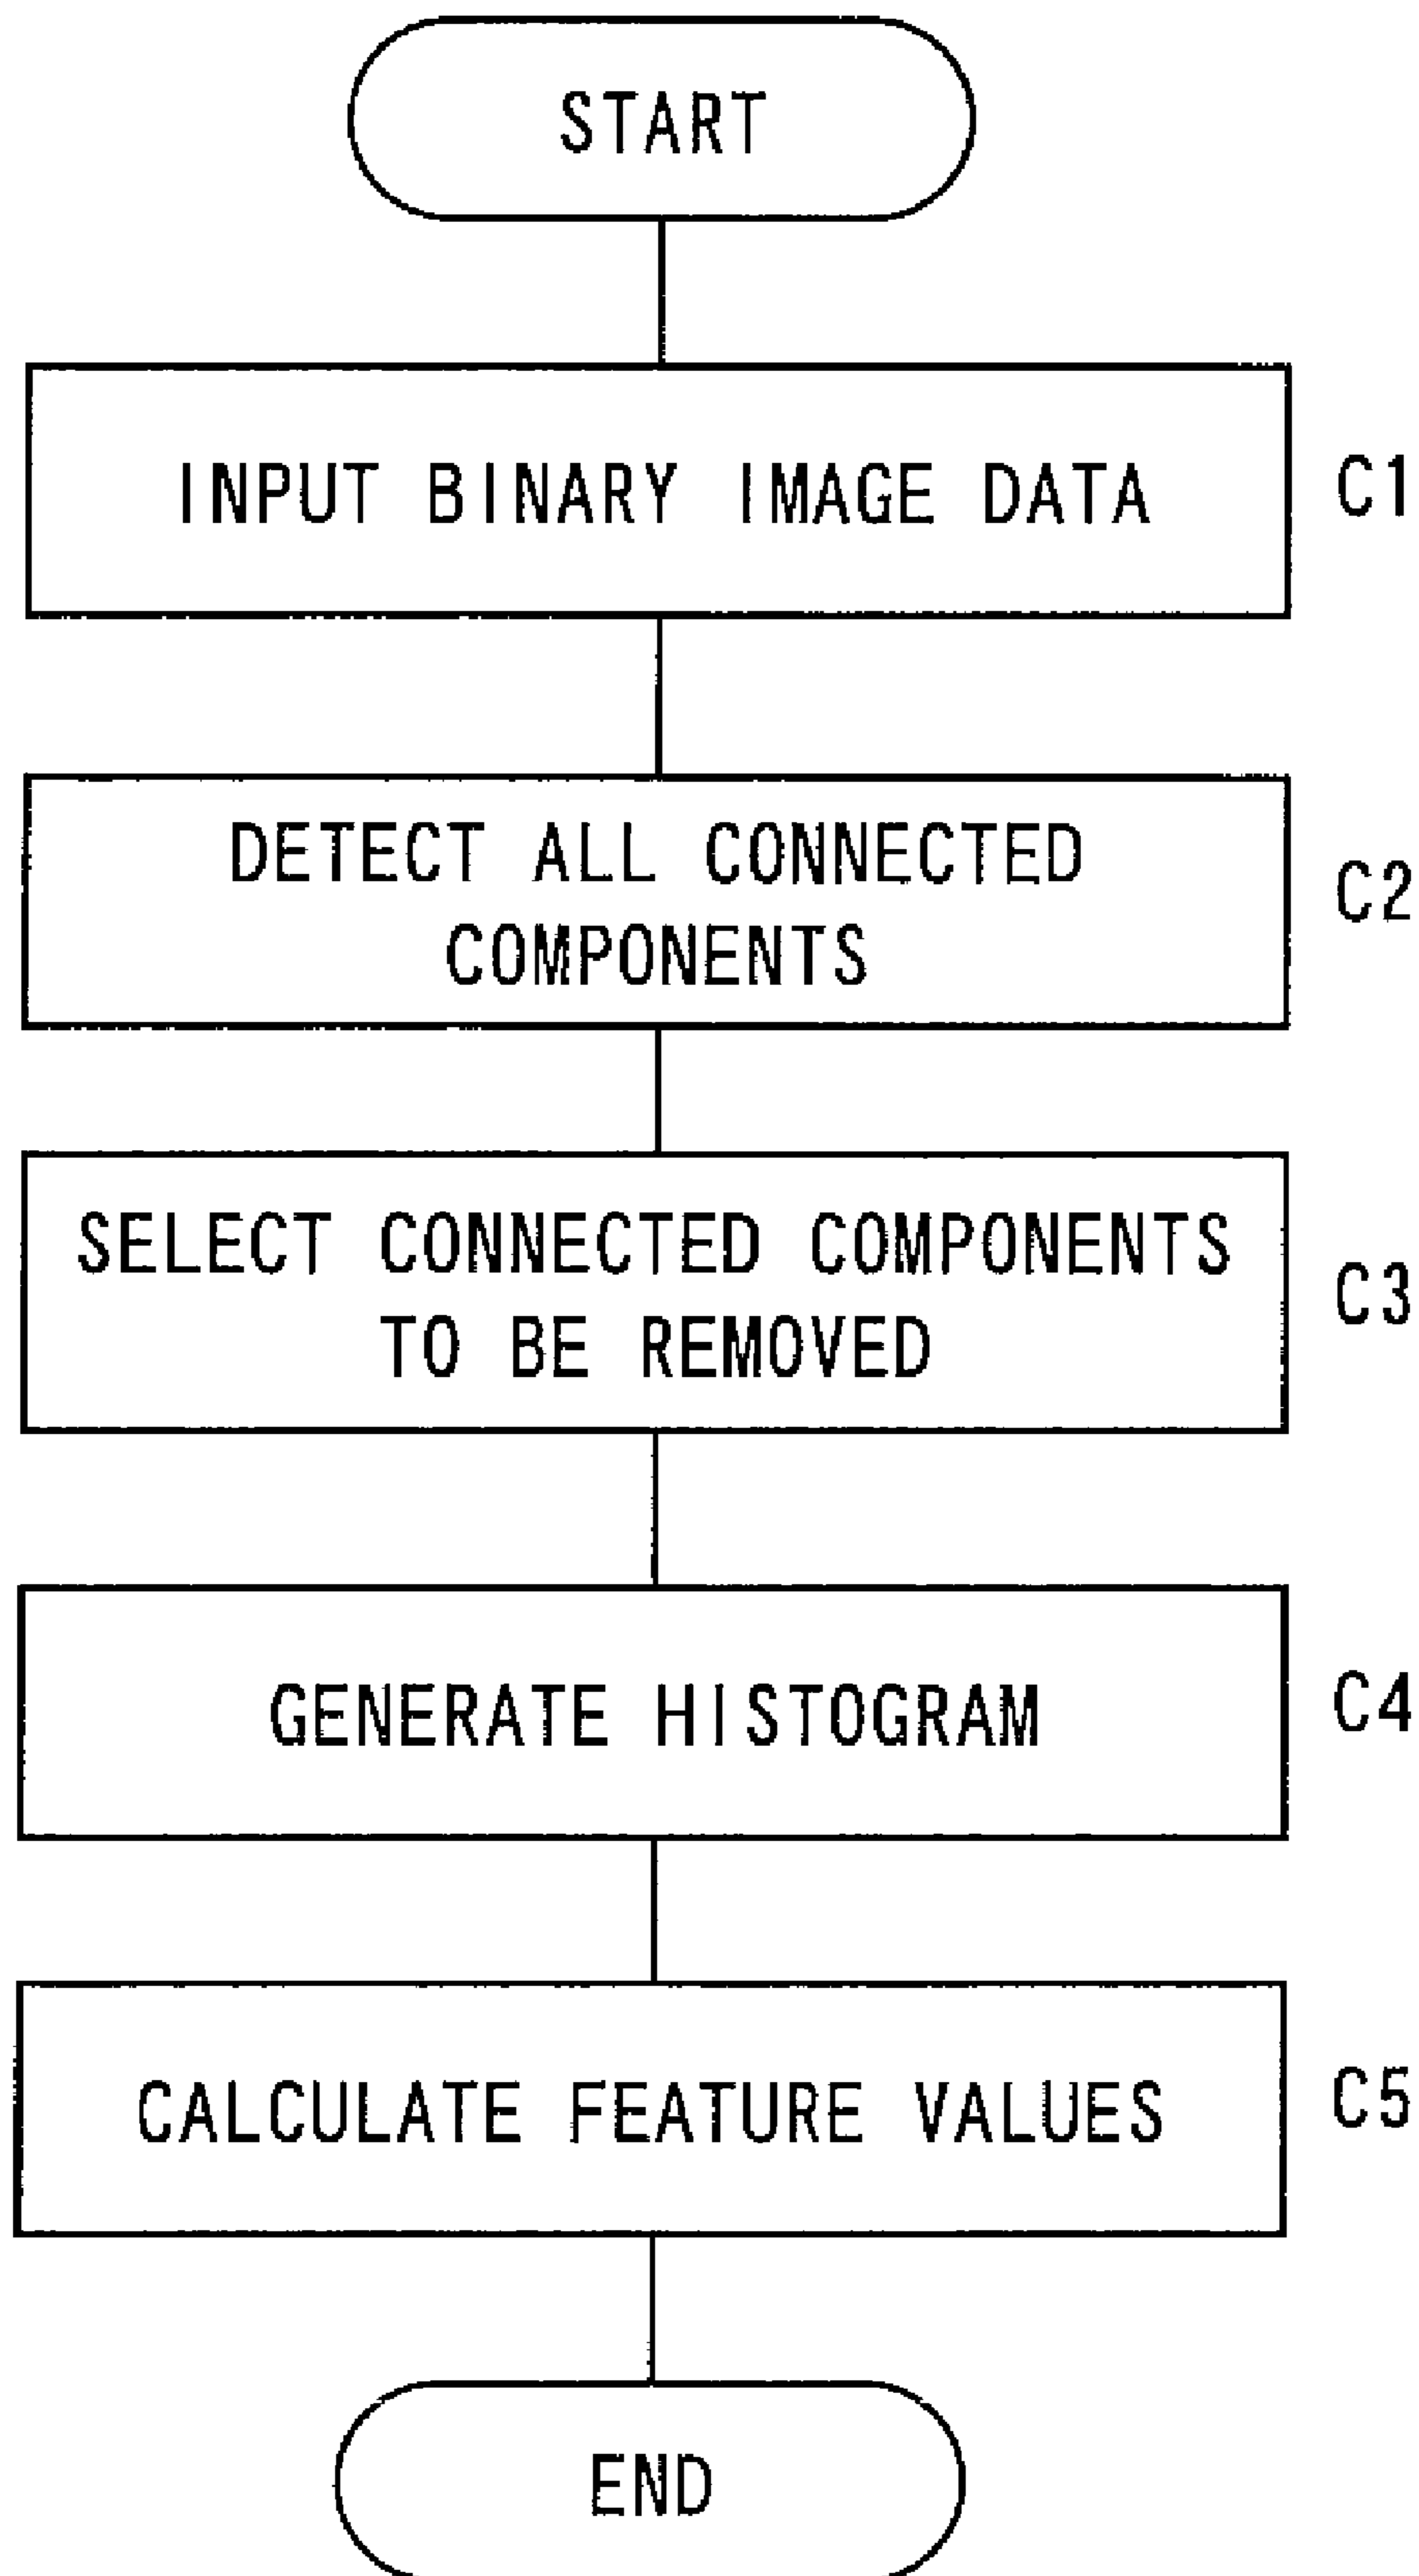 START
INPUT BINARY IMAGE DATA
C1
DETECT ALL CONNECTED
COMPONENTS
C2
SELECT CONNECTED COMPONENTS
TO BE REMOVED
C3
GENERATE HISTOGRAM
C4
CALCULATE FEATURE VALUES
C5
END